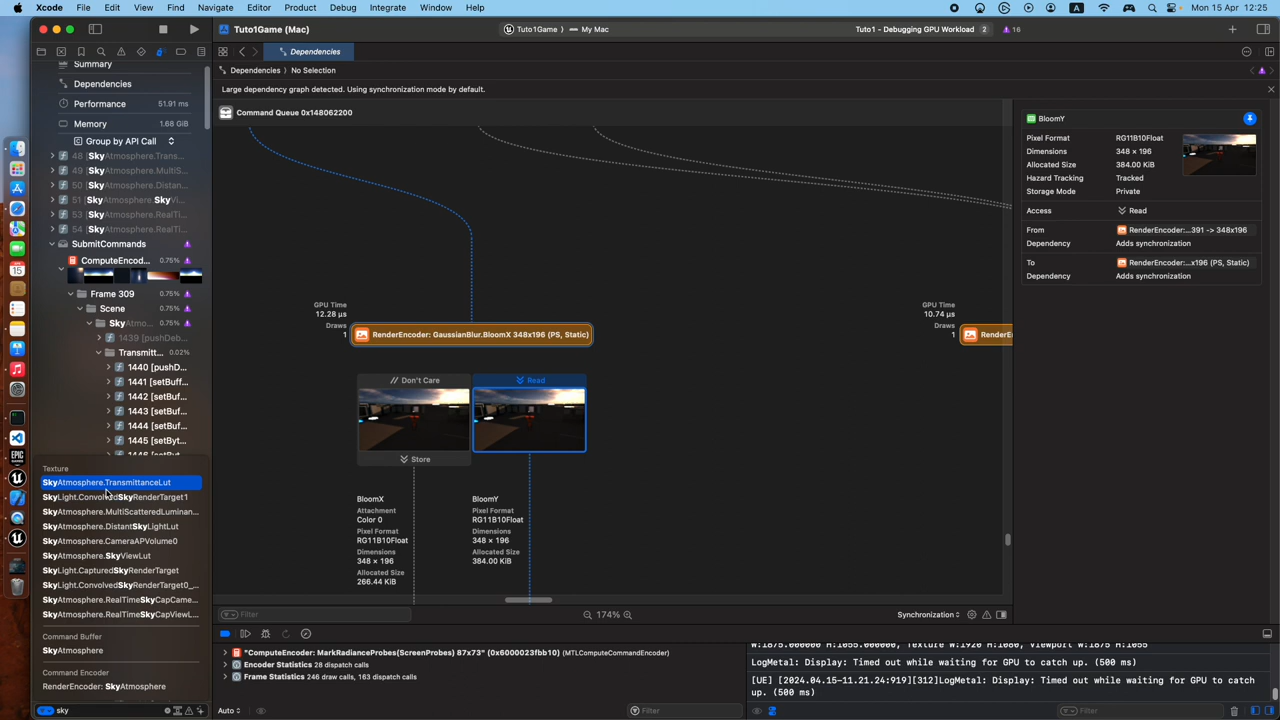 Xcode File Edit View Find Navigate Editor Product Debug Integrate Window Help
A
Mon 15 Apr 12:25
Tuto1Game (Mac)
Tuto1Game 〉 My Mac
Tuto1 - Debugging GPU Workload 2
16
Dependencies
Dependencies 〉 No Selection
Large dependency graph detected. Using synchronization mode by default.
Command Queue 0x148062200
Summary
Dependencies
Performance 51.91 ms
Memory 1.68 GiB
Group by API Call
48 [SkyAtmosphere.Trans...
49 [SkyAtmosphere.MultiS...
50 [SkyAtmosphere.Distan...
51 [SkyAtmosphere.SkyVi...
53 [SkyAtmosphere.RealTi...
54 [SkyAtmosphere.RealTi...
SubmitCommands
ComputeEncod... 0.75%
Frame 309 0.75%
Scene 0.75%
SkyAtmo... 0.75%
1439 [pushDeb...
Transmitt... 0.02%
1440 [pushD...
1441 [setBuff...
1442 [setBuf...
1443 [setBuf...
1444 [setBuf...
1445 [setByt...
Texture
SkyAtmosphere.TransmittanceLut
SkyLight.ConvolvedSkyRenderTarget1
SkyAtmosphere.MultiScatteredLuminan...
SkyAtmosphere.DistantSkyLightLut
SkyAtmosphere.CameraAPVolume0
SkyAtmosphere.SkyViewLut
SkyLight.CapturedSkyRenderTarget
SkyLight.ConvolvedSkyRenderTarget0_...
SkyAtmosphere.RealTimeSkyCapCame...
SkyAtmosphere.RealTimeSkyCapViewL...
Command Buffer
SkyAtmosphere
Command Encoder
RenderEncoder: SkyAtmosphere
sky
GPU Time
12.28 µs
Draws
1
RenderEncoder: GaussianBlur.BloomX 348x196 (PS, Static)
// Don't Care
Read
Store
BloomX
Attachment
Color 0
Pixel Format
RG11B10Float
Dimensions
348 × 196
Allocated Size
266.44 KiB
BloomY
Pixel Format
RG11B10Float
Dimensions
348 × 196
Allocated Size
384.00 KiB
GPU Time
10.74 µs
Draws
1
RenderE
Filter
174%
Synchronization
BloomY
Pixel Format RG11B10Float
Dimensions 348 × 196
Allocated Size 384.00 KiB
Hazard Tracking Tracked
Storage Mode Private
Access Read
From RenderEncoder:...391 -> 348x196
Dependency Adds synchronization
To RenderEncoder:...x196 (PS, Static)
Dependency Adds synchronization
"ComputeEncoder: MarkRadianceProbes(ScreenProbes) 87x73" (0x6000023fbb10) (MTLComputeCommandEncoder)
Encoder Statistics 28 dispatch calls
Frame Statistics 246 draw calls, 163 dispatch calls
LogMetal: Display: Timed out while waiting for GPU to catch up. (500 ms)
[UE] [2024.04.15-11.21.24:919][312]LogMetal: Display: Timed out while waiting for GPU to catch
up. (500 ms)
Auto
Filter
Filter